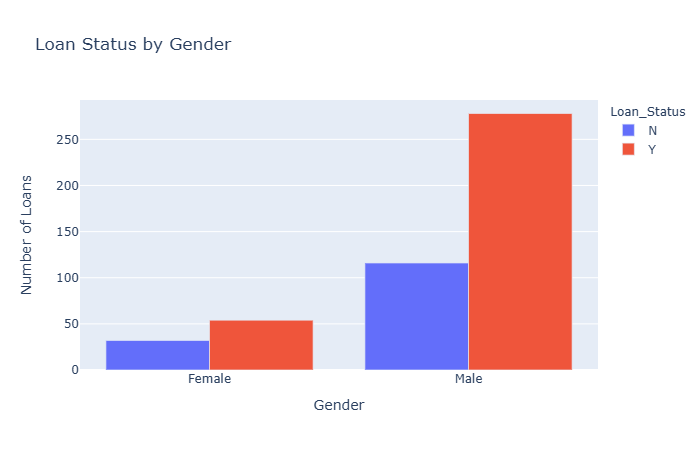 Loan Status by Gender
Loan_Status
N
Y
250
200
150
100
50
0
Number of Loans
Female
Male
Gender